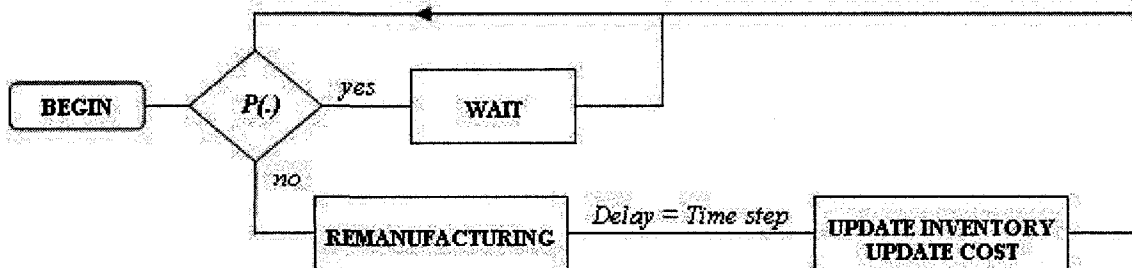 BEGIN
P(.)
yes
WAIT
no
REMANUFACTURING
Delay = Time step
UPDATE INVENTORY
UPDATE COST